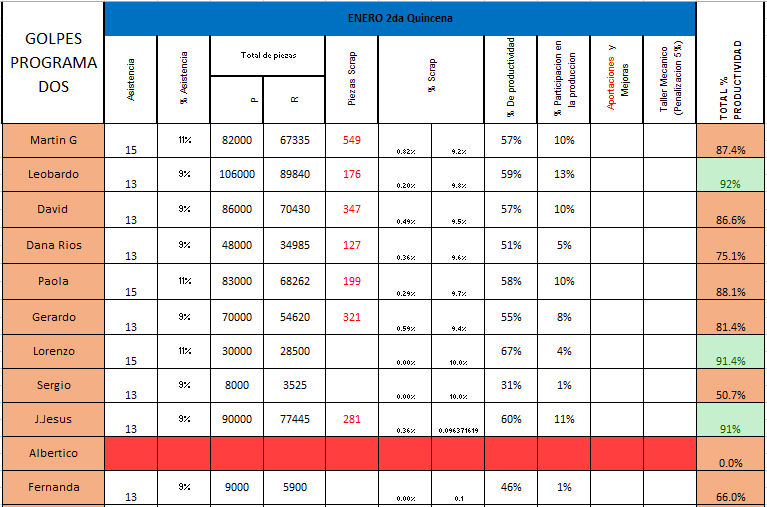 ENERO 2da Quincena
GOLPES PROGRAMADOS
Asistencia
% Asistencia
Total de piezas
P R
Piezas Scrap
% Scrap
% De productividad
% Participacion en la produccion
Aportaciones y Mejoras
Taller Mecanico (Penalizacion 5%)
TOTAL % PRODUCTIVIDAD
Martin G 15 11% 82000 67335 549 0.82% 9.2% 57% 10% 87.4%
Leobardo 13 9% 106000 89840 176 0.20% 9.8% 59% 13% 92%
David 13 9% 86000 70430 347 0.49% 9.5% 57% 10% 86.6%
Dana Rios 13 9% 48000 34985 127 0.36% 9.6% 51% 5% 75.1%
Paola 15 11% 83000 68262 199 0.29% 9.7% 58% 10% 88.1%
Gerardo 13 9% 70000 54620 321 0.59% 9.4% 55% 8% 81.4%
Lorenzo 15 11% 30000 28500 0.00% 10.0% 67% 4% 91.4%
Sergio 13 9% 8000 3525 0.00% 10.0% 31% 1% 50.7%
J.Jesus 13 9% 90000 77445 281 0.36% 0.096371619 60% 11% 91%
Albertico 0.0%
Fernanda 13 9% 9000 5900 0.00% 0.1 46% 1% 66.0%